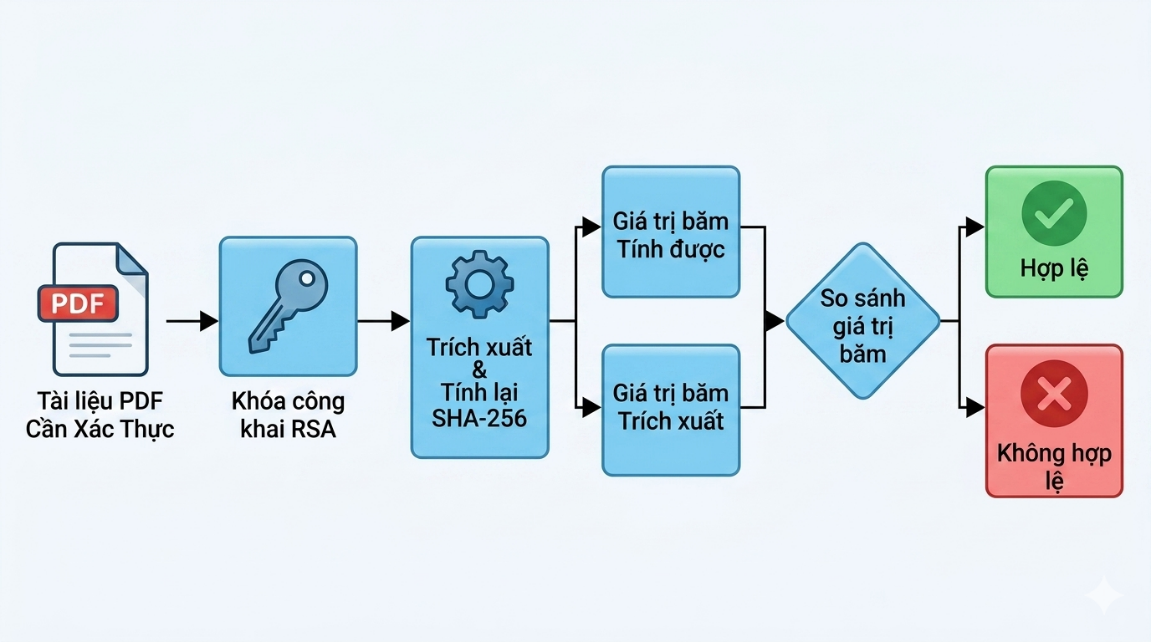 PDF
Tài liệu PDF
Cần Xác Thực
Khóa công
khai RSA
Trích xuất
&
Tính lại
SHA-256
Giá trị băm
Tính được
Giá trị băm
Trích xuất
So sánh
giá trị
băm
Hợp lệ
Không hợp
lệ